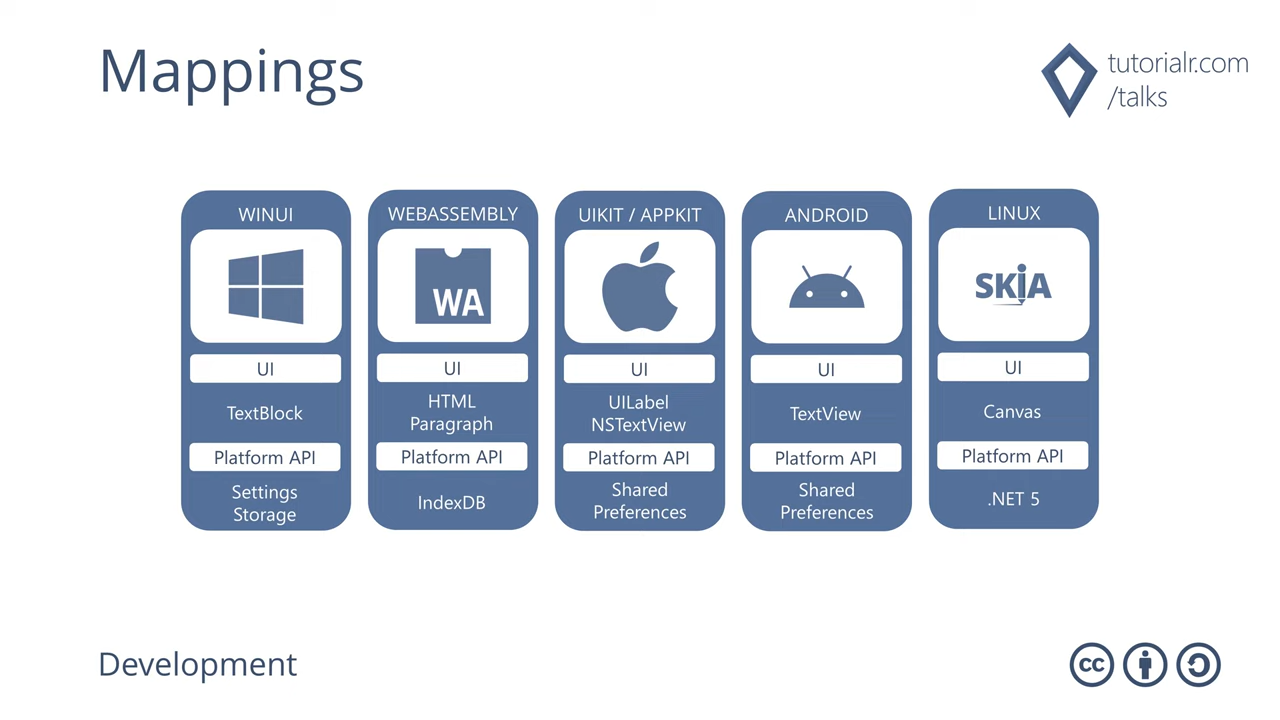 Mappings
tutorialr.com
/talks
WINUI
UI
TextBlock
Platform API
Settings
Storage
WEBASSEMBLY
WA
UI
HTML
Paragraph
Platform API
IndexDB
UIKIT / APPKIT
UI
UILabel
NSTextView
Platform API
Shared
Preferences
ANDROID
UI
TextView
Platform API
Shared
Preferences
LINUX
SKiA
UI
Canvas
Platform API
.NET 5
Development
cc